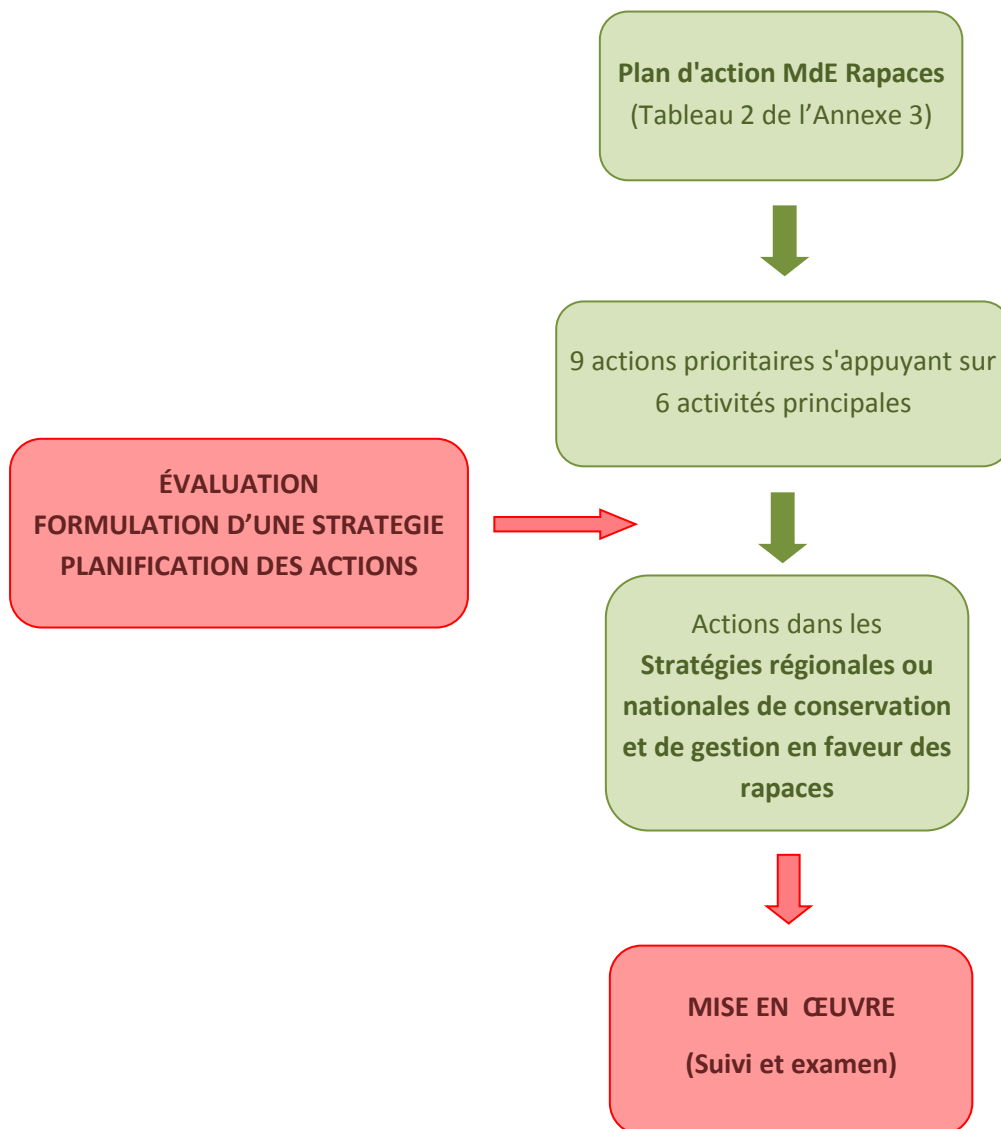 Plan d'action MdE Rapaces
(Tableau 2 de l’Annexe 3)
9 actions prioritaires s'appuyant sur
6 activités principales
ÉVALUATION
FORMULATION D’UNE STRATEGIE
PLANIFICATION DES ACTIONS
Actions dans les
Stratégies régionales ou
nationales de conservation
et de gestion en faveur des
rapaces
MISE EN ŒUVRE
(Suivi et examen)